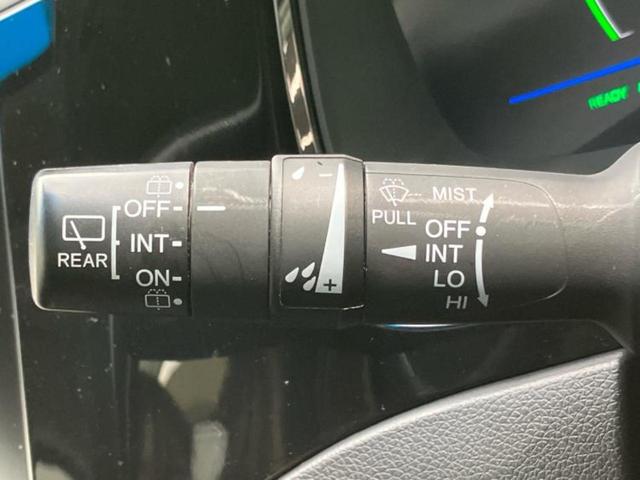 REAR
OFF
INT
ON
-
+
PULL
MIST
OFF
INT
LO
HI
READY